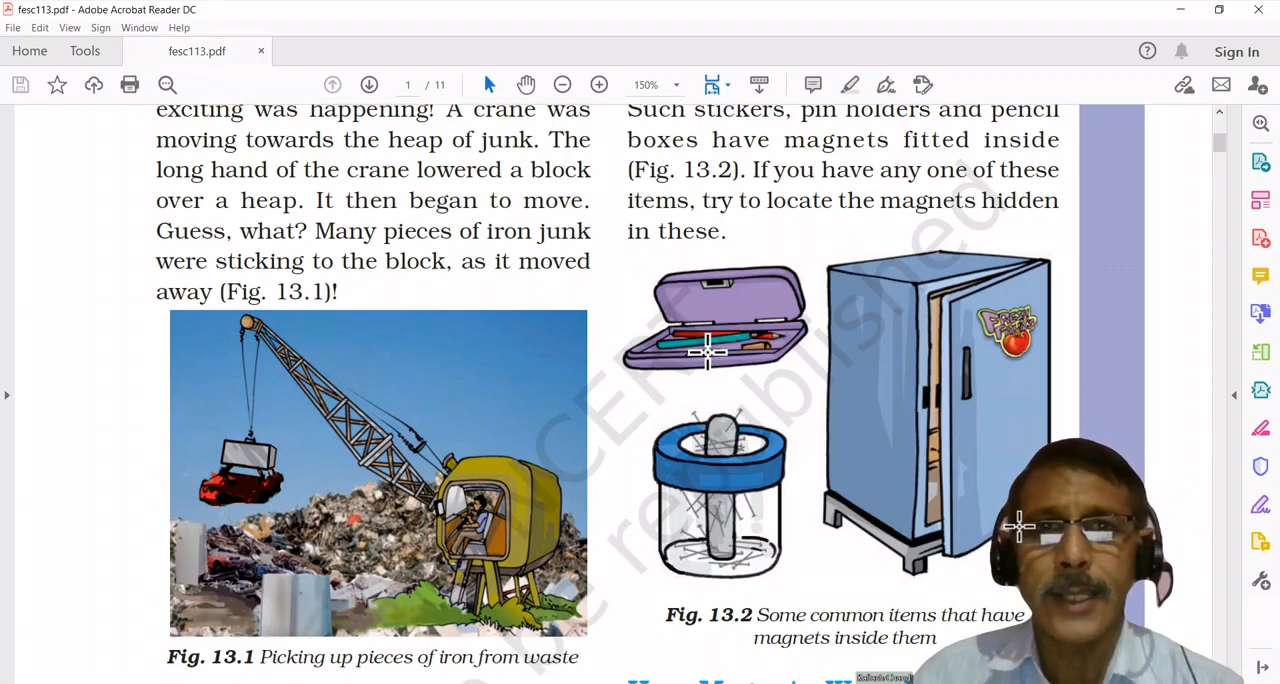 fesc113.pdf - Adobe Acrobat Reader DC
File Edit View Sign Window Help
Home Tools fesc113.pdf × Sign In
1 / 11 150%
exciting was happening! A crane was
moving towards the heap of junk. The
long hand of the crane lowered a block
over a heap. It then began to move.
Guess, what? Many pieces of iron junk
were sticking to the block, as it moved
away (Fig. 13.1)!
Fig. 13.1 Picking up pieces of iron from waste
Such stickers, pin holders and pencil
boxes have magnets fitted inside
(Fig. 13.2). If you have any one of these
items, try to locate the magnets hidden
in these.
Fig. 13.2 Some common items that have
magnets inside them